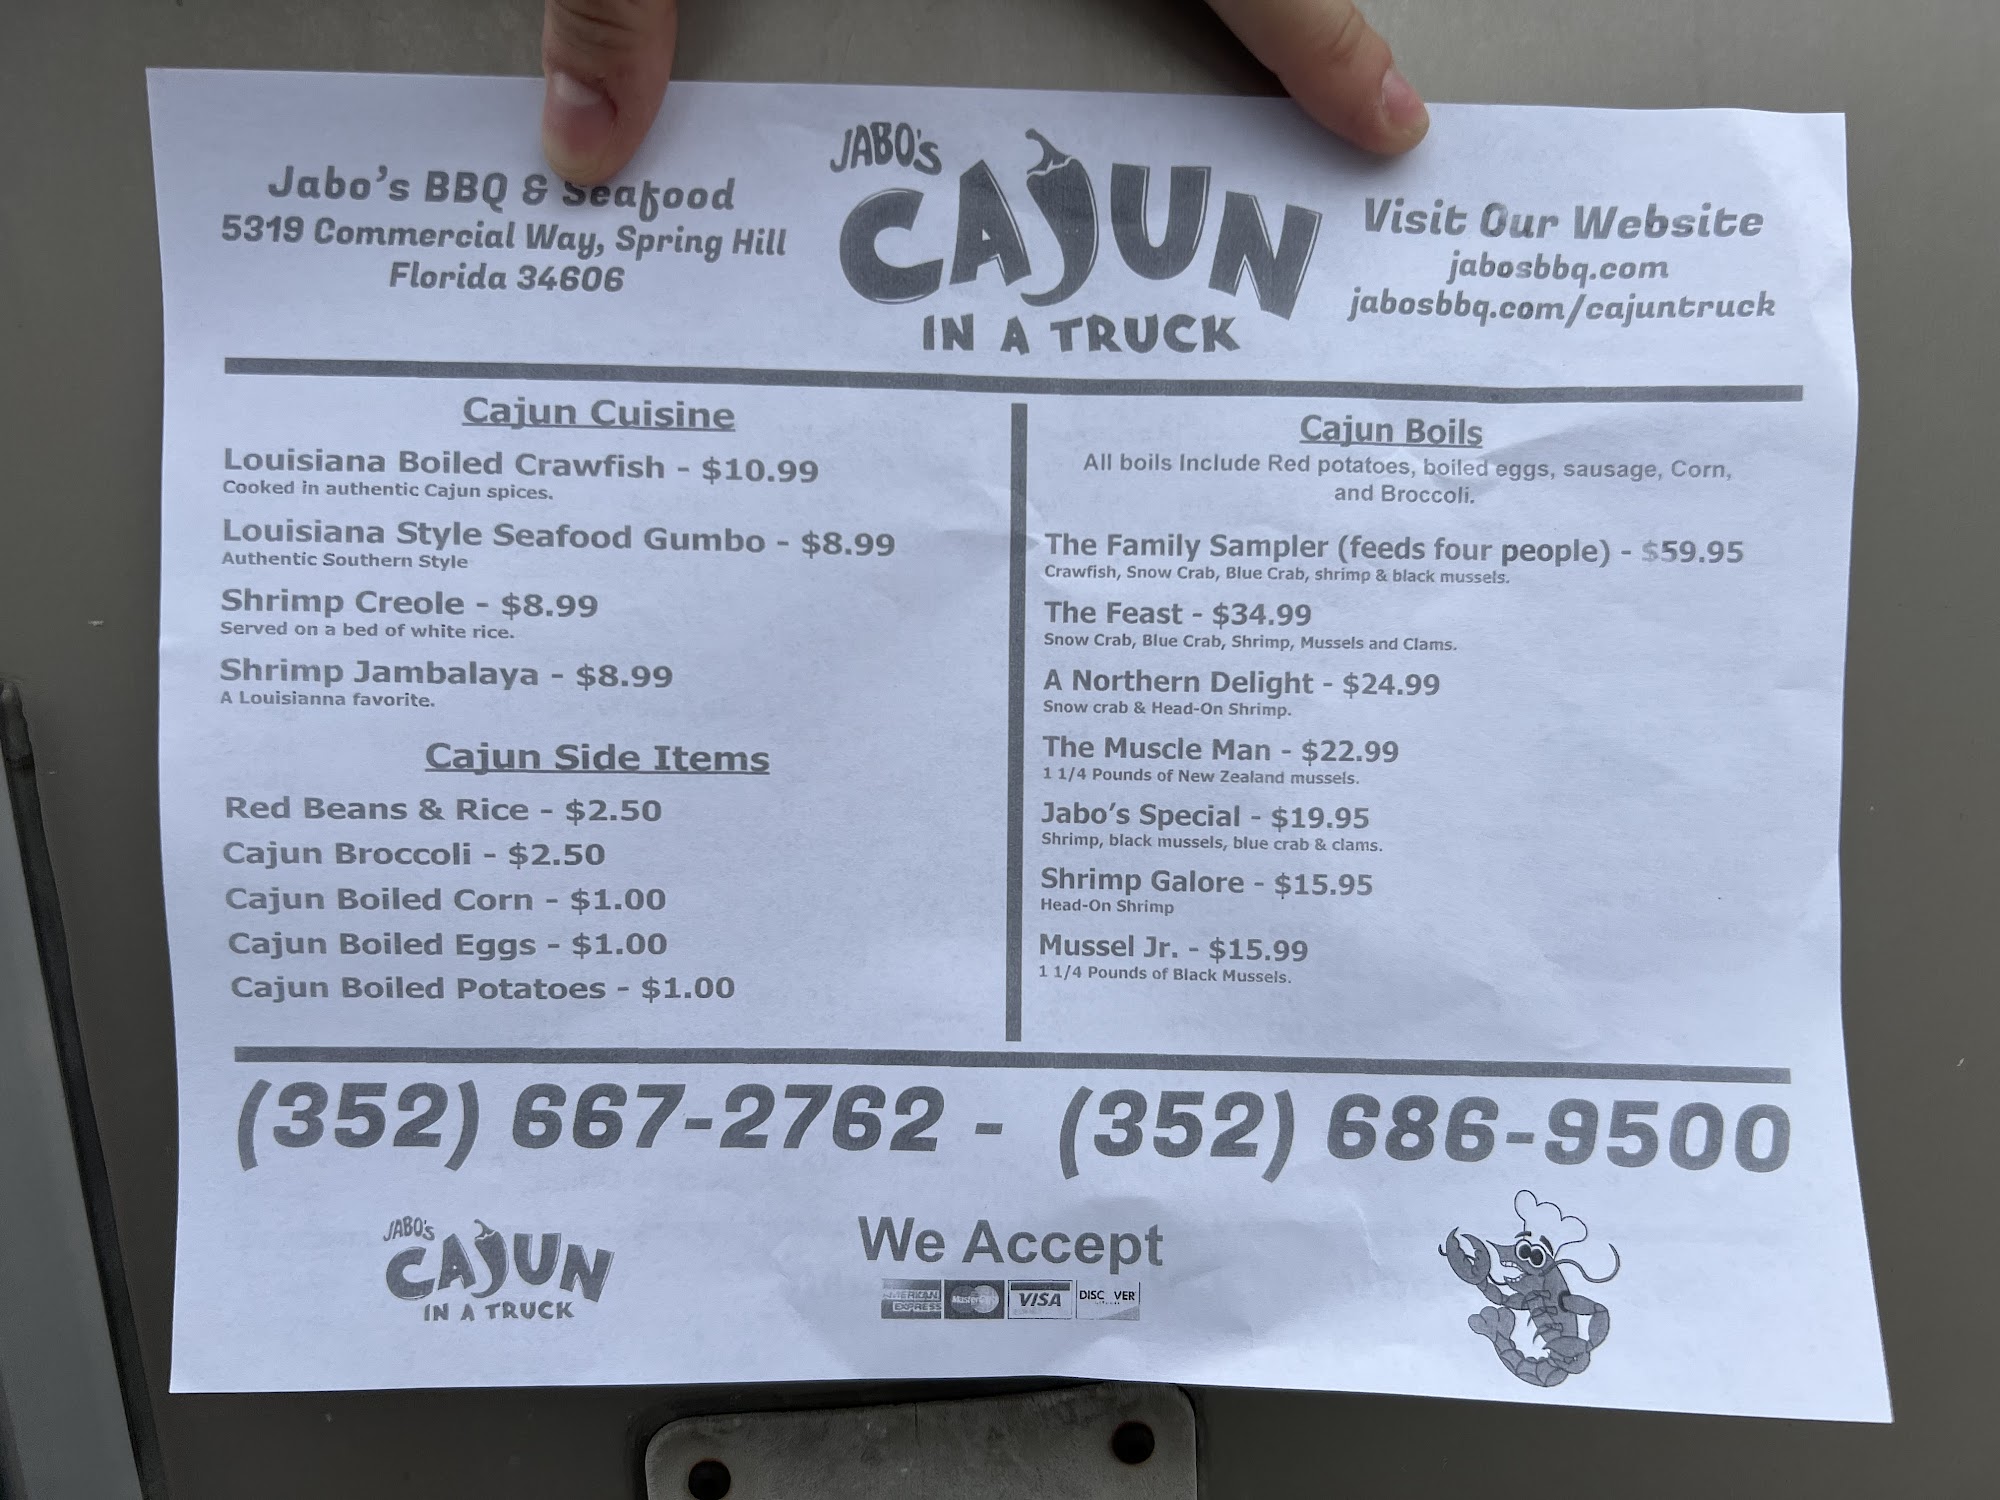 Jabo's BBQ & Seafood
5319 Commercial Way, Spring Hill
Florida 34606
JABO'S
CAJUN
IN A TRUCK
Visit Our Website
jabosbbq.com
jabosbbq.com/cajuntruck
Cajun Cuisine
Louisiana Boiled Crawfish - $10.99
Cooked in authentic Cajun spices.
Louisiana Style Seafood Gumbo - $8.99
Authentic Southern Style
Shrimp Creole - $8.99
Served on a bed of white rice.
Shrimp Jambalaya - $8.99
A Louisianna favorite.
Cajun Side Items
Red Beans & Rice - $2.50
Cajun Broccoli - $2.50
Cajun Boiled Corn - $1.00
Cajun Boiled Eggs - $1.00
Cajun Boiled Potatoes - $1.00
Cajun Boils
All boils Include Red potatoes, boiled eggs, sausage, Corn,
and Broccoli.
The Family Sampler (feeds four people) - $59.95
Crawfish, Snow Crab, Blue Crab, shrimp & black mussels.
The Feast - $34.99
Snow Crab, Blue Crab, Shrimp, Mussels and Clams.
A Northern Delight - $24.99
Snow crab & Head-On Shrimp.
The Muscle Man - $22.99
1 1/4 Pounds of New Zealand mussels.
Jabo's Special - $19.95
Shrimp, black mussels, blue crab & clams.
Shrimp Galore - $15.95
Head-On Shrimp
Mussel Jr. - $15.99
1 1/4 Pounds of Black Mussels.
(352) 667-2762 - (352) 686-9500
JABO'S
CAJUN
IN A TRUCK
We Accept
AMERICAN
EXPRESS
MasterCard
VISA
DISCOVER